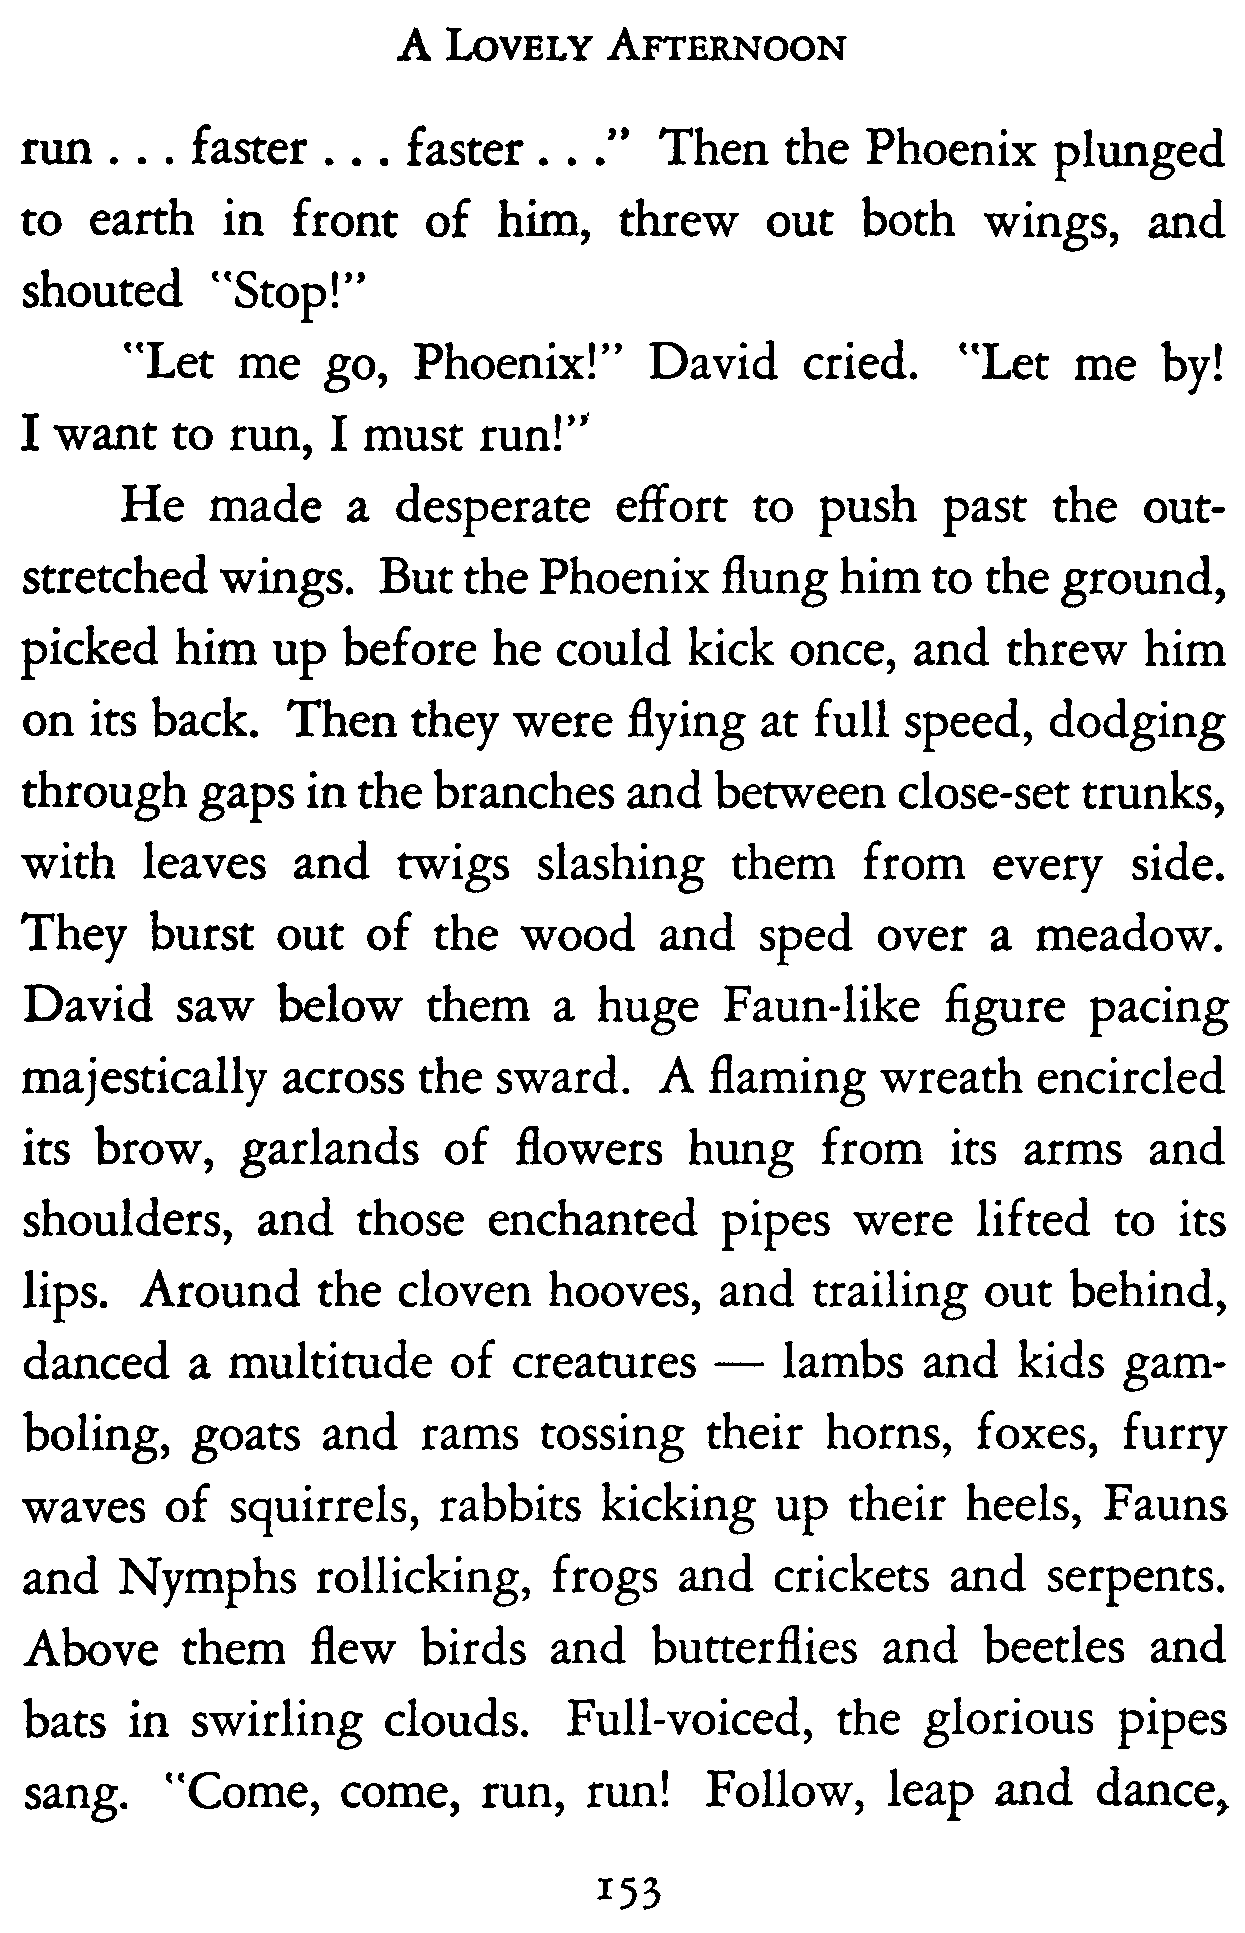 A LOVELY AFTERNOON
run . . . faster . . . faster . . ." Then the Phoenix plunged
to earth in front of him, threw out both wings, and
shouted "Stop!"
"Let me go, Phoenix!" David cried. "Let me by!
I want to run, I must run!"
He made a desperate effort to push past the out-
stretched wings. But the Phoenix flung him to the ground,
picked him up before he could kick once, and threw him
on its back. Then they were flying at full speed, dodging
through gaps in the branches and between close-set trunks,
with leaves and twigs slashing them from every side.
They burst out of the wood and sped over a meadow.
David saw below them a huge Faun-like figure pacing
majestically across the sward. A flaming wreath encircled
its brow, garlands of flowers hung from its arms and
shoulders, and those enchanted pipes were lifted to its
lips. Around the cloven hooves, and trailing out behind,
danced a multitude of creatures — lambs and kids gam-
boling, goats and rams tossing their horns, foxes, furry
waves of squirrels, rabbits kicking up their heels, Fauns
and Nymphs rollicking, frogs and crickets and serpents.
Above them flew birds and butterflies and beetles and
bats in swirling clouds. Full-voiced, the glorious pipes
sang. "Come, come, run, run! Follow, leap and dance,
153